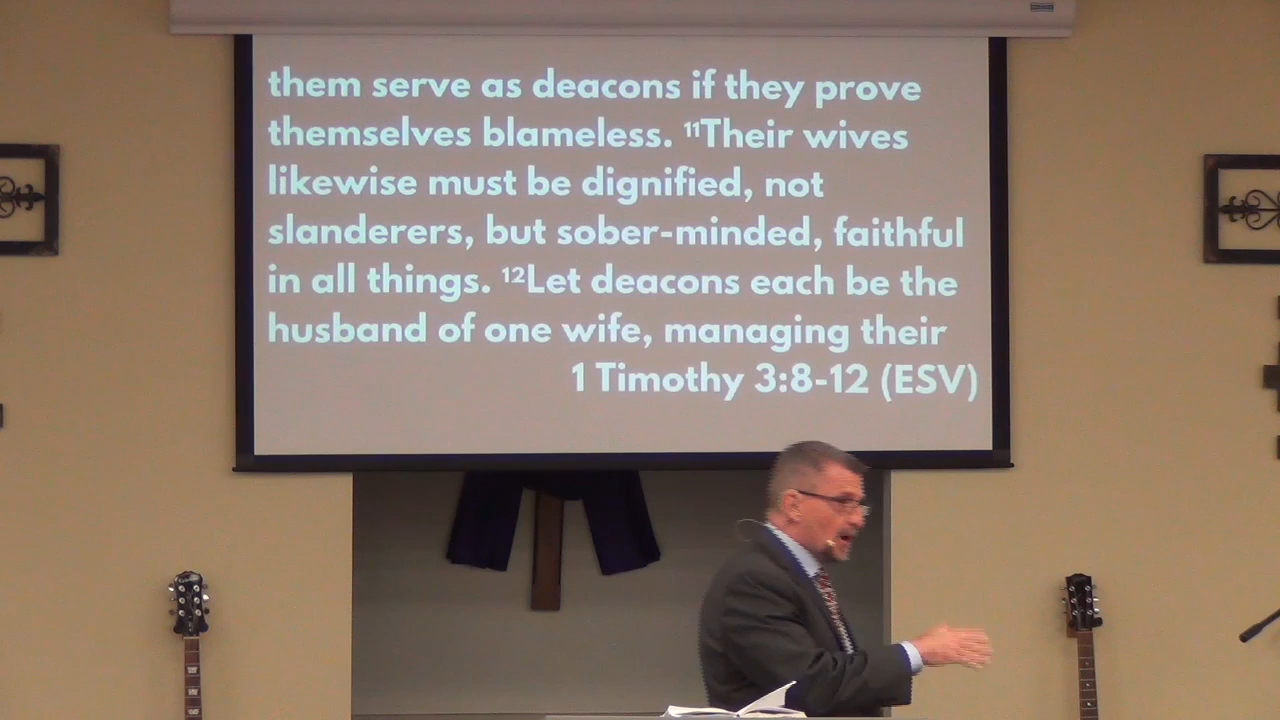 them serve as deacons if they prove
themselves blameless. ¹¹Their wives
likewise must be dignified, not
slanderers, but sober-minded, faithful
in all things. ¹²Let deacons each be the
husband of one wife, managing their
1 Timothy 3:8-12 (ESV)